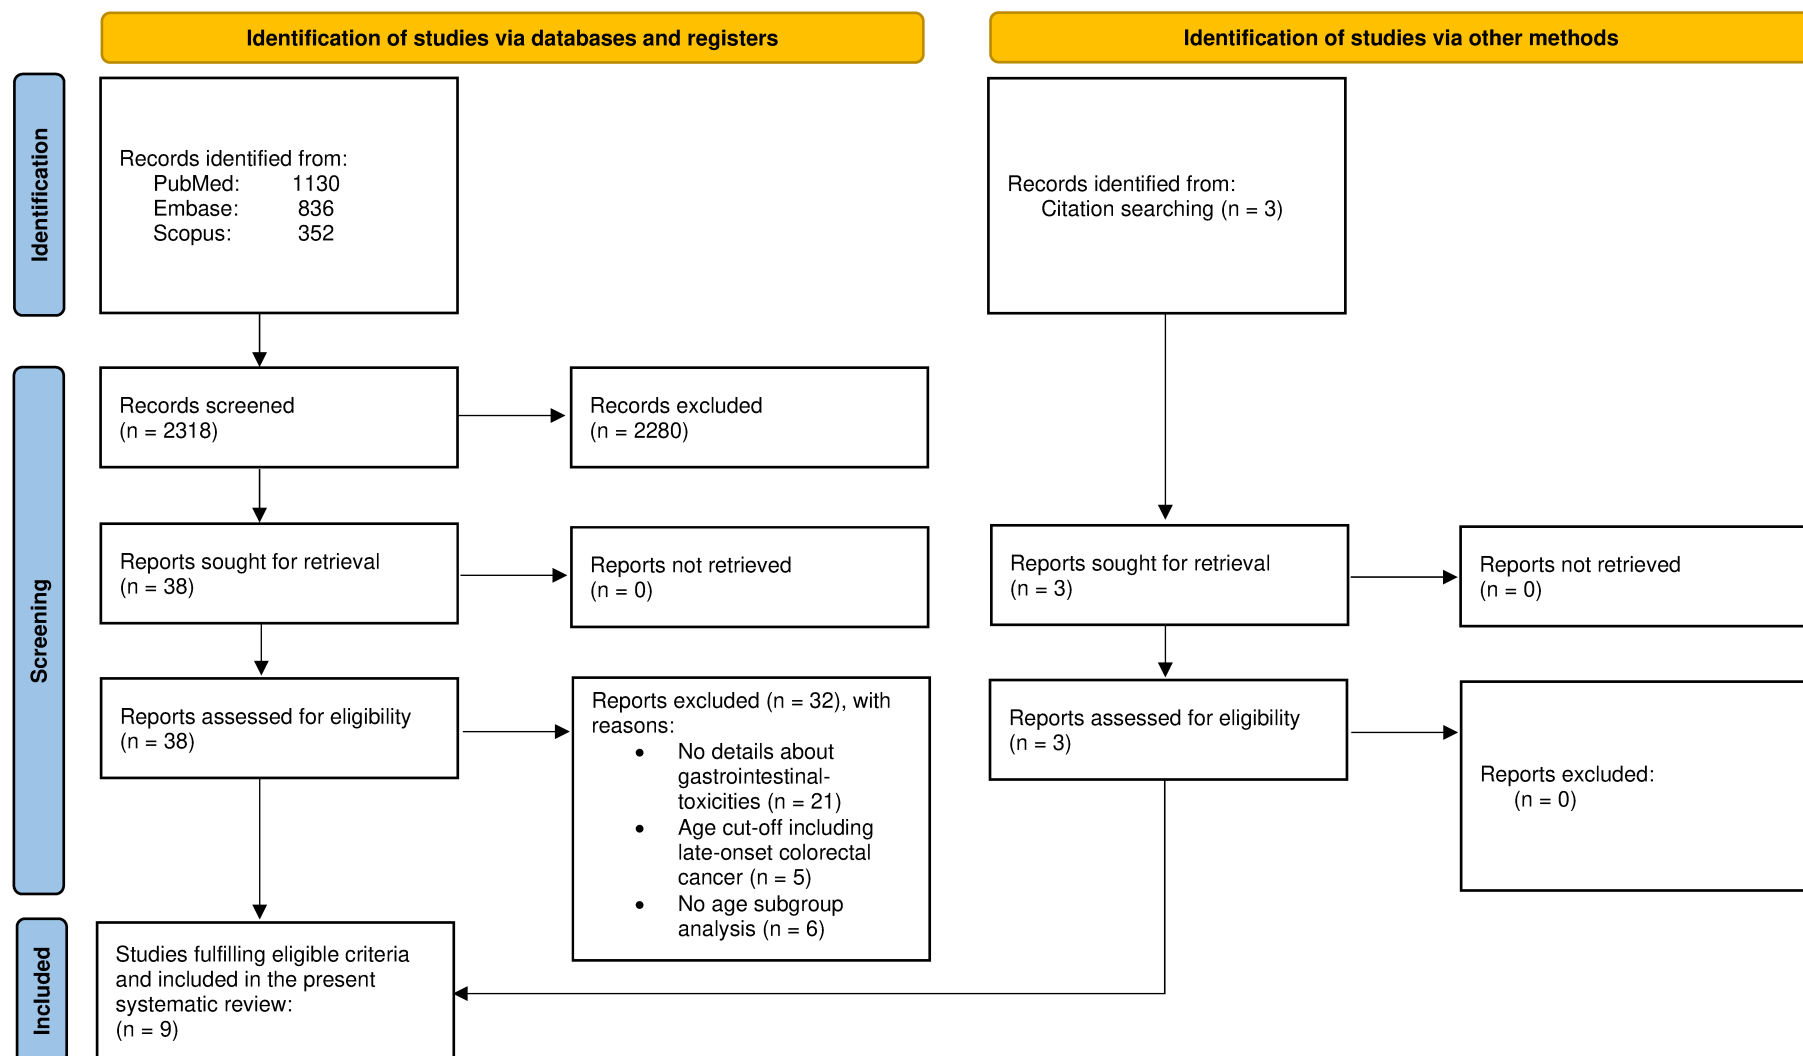 Identification of studies via databases and registers
Identification of studies via other methods
Identification
Records identified from:
PubMed: 1130
Embase: 836
Scopus: 352
Records identified from:
Citation searching (n = 3)
Screening
Records screened
(n = 2318)
Records excluded
(n = 2280)
Reports sought for retrieval
(n = 38)
Reports not retrieved
(n = 0)
Reports sought for retrieval
(n = 3)
Reports not retrieved
(n = 0)
Reports assessed for eligibility
(n = 38)
Reports excluded (n = 32), with
reasons:
• No details about
gastrointestinal-
toxicities (n = 21)
• Age cut-off including
late-onset colorectal
cancer (n = 5)
• No age subgroup
analysis (n = 6)
Reports assessed for eligibility
(n = 3)
Reports excluded:
(n = 0)
Included
Studies fulfilling eligible criteria
and included in the present
systematic review:
(n = 9)